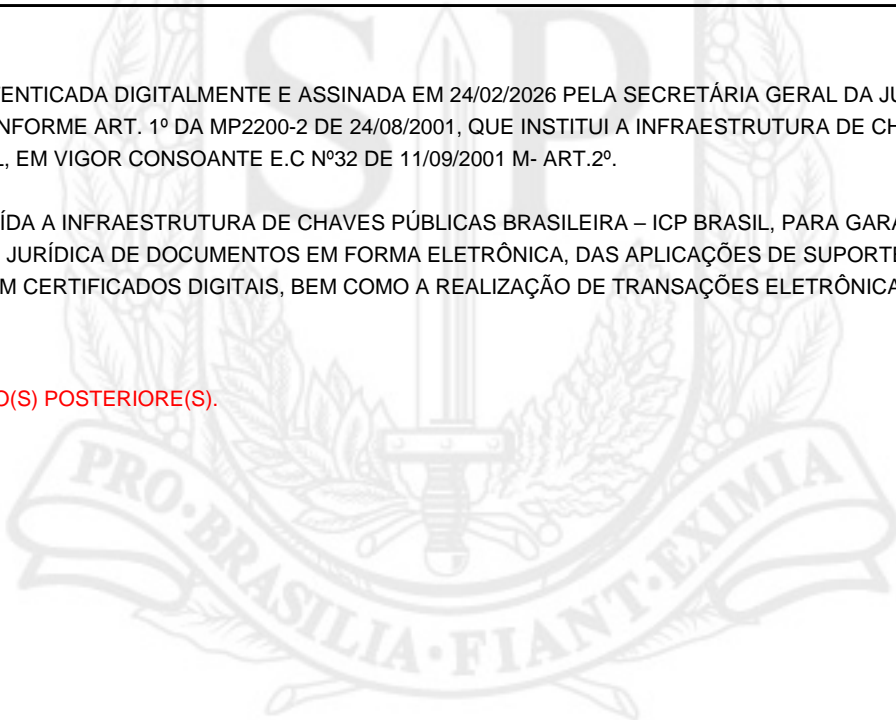 ENTICADA DIGITALMENTE E ASSINADA EM 24/02/2026 PELA SECRETÁRIA GERAL DA JU
NFORME ART. 1º DA MP2200-2 DE 24/08/2001, QUE INSTITUI A INFRAESTRUTURA DE CH
L, EM VIGOR CONSOANTE E.C Nº32 DE 11/09/2001 M- ART.2º.
ÍDA A INFRAESTRUTURA DE CHAVES PÚBLICAS BRASILEIRA – ICP BRASIL, PARA GARA
JURÍDICA DE DOCUMENTOS EM FORMA ELETRÔNICA, DAS APLICAÇÕES DE SUPORTE
M CERTIFICADOS DIGITAIS, BEM COMO A REALIZAÇÃO DE TRANSAÇÕES ELETRÔNICA
O(S) POSTERIORE(S).
SP
PRO·BRASILIA·FIANT·EXIMIA